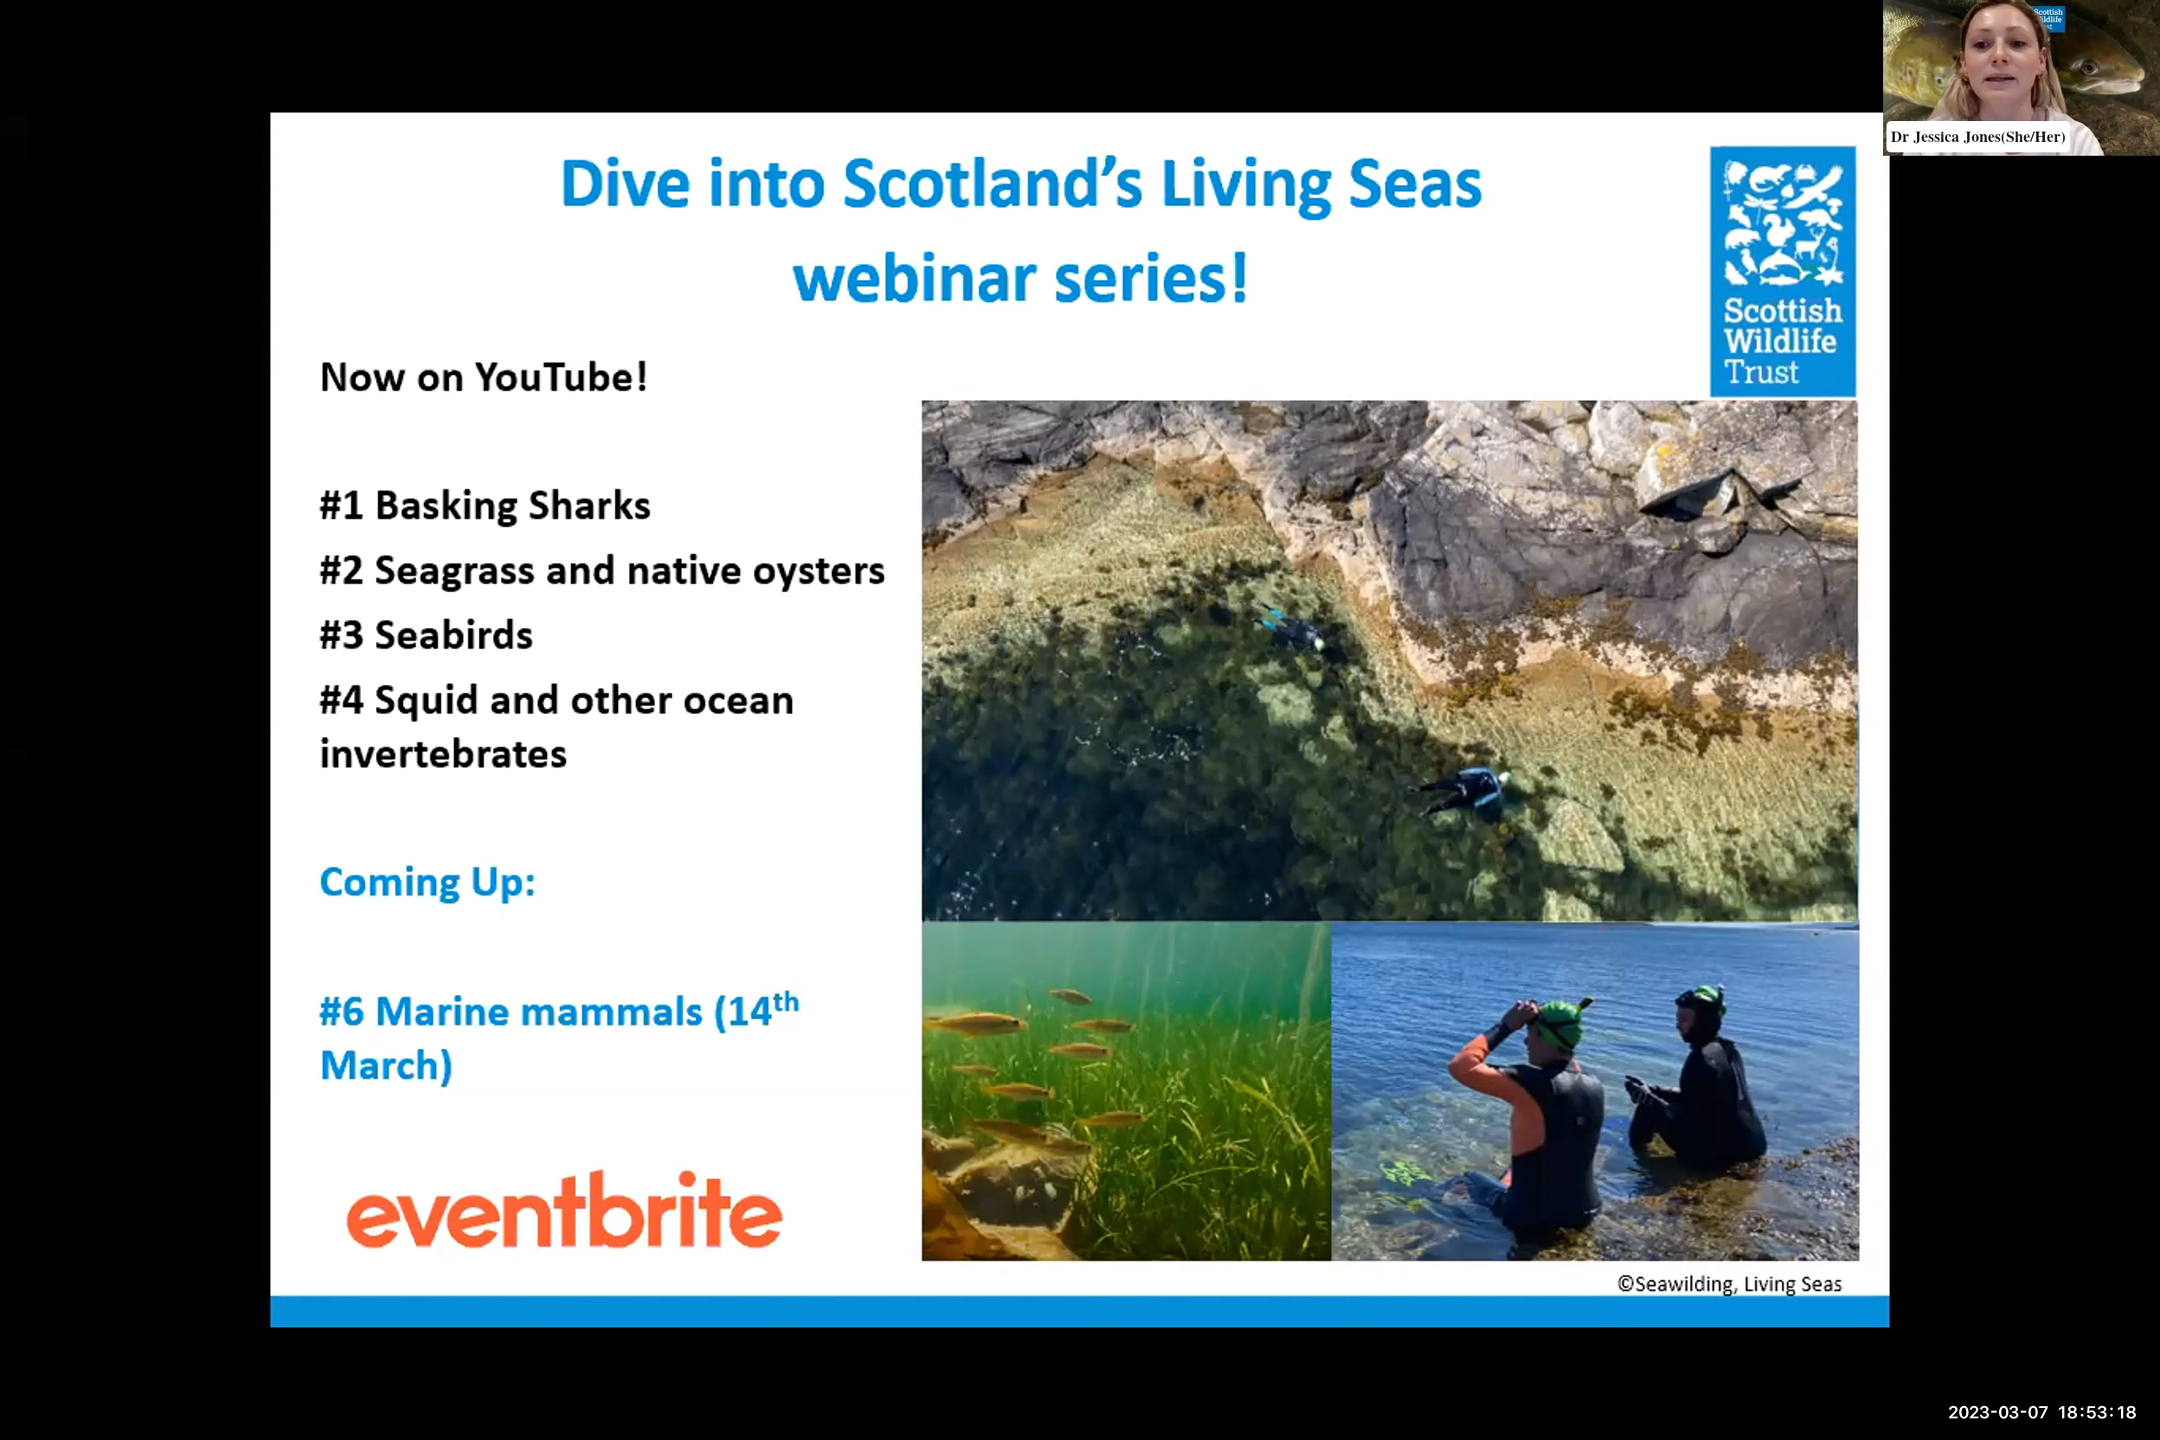 Dive into Scotland's Living Seas
webinar series!
Scottish
Wildlife
Dr Jessica Jones(She/Her)
Scottish
Wildlife
Trust
Now on YouTube!
#1 Basking Sharks
#2 Seagrass and native oysters
#3 Seabirds
#4 Squid and other ocean
invertebrates
Coming Up:
#6 Marine mammals (14th
March)
eventbrite
©Seawilding, Living Seas
2023-03-07 18:53:18